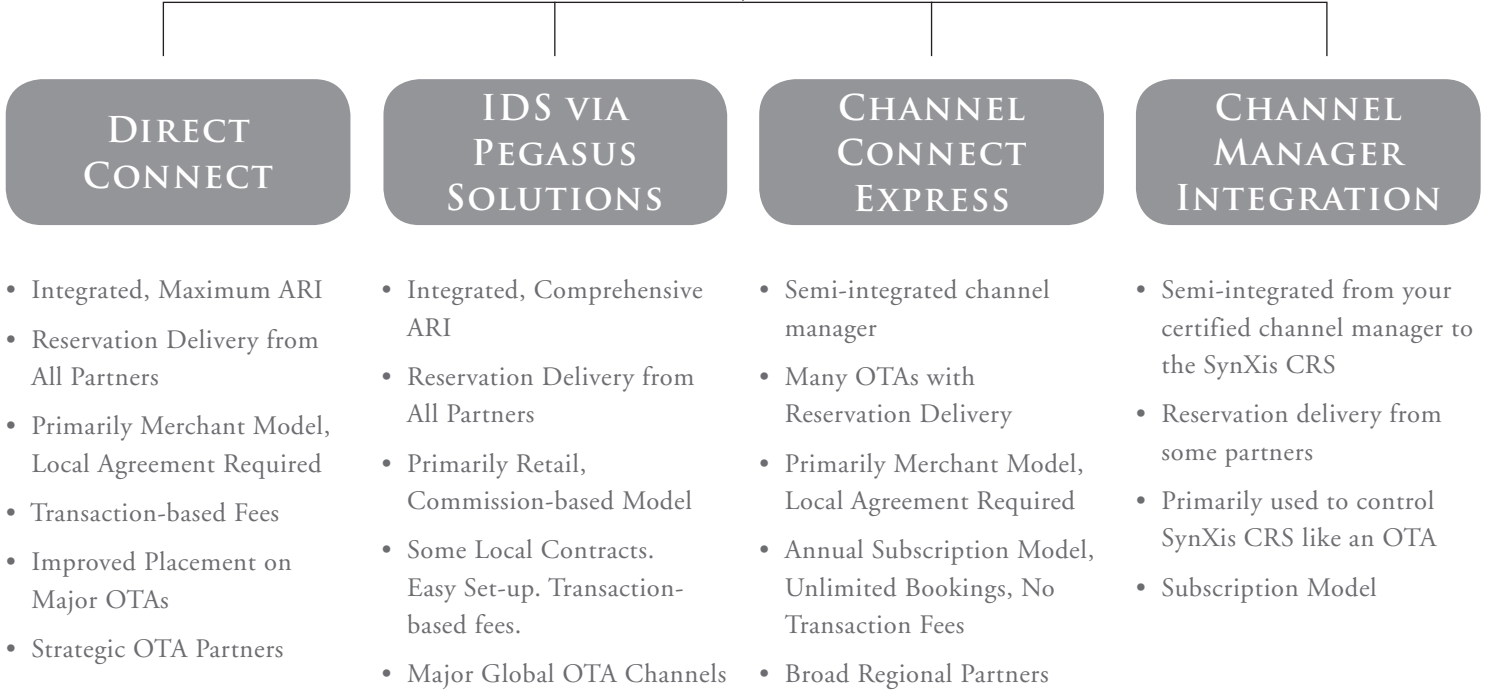 DIRECT
CONNECT
• Integrated, Maximum ARI
• Reservation Delivery from
All Partners
• Primarily Merchant Model,
Local Agreement Required
• Transaction-based Fees
• Improved Placement on
Major OTAs
• Strategic OTA Partners
IDS VIA
PEGASUS
SOLUTIONS
• Integrated, Comprehensive
ARI
• Reservation Delivery from
All Partners
• Primarily Retail,
Commission-based Model
• Some Local Contracts.
Easy Set-up. Transaction-
based fees.
• Major Global OTA Channels
CHANNEL
CONNECT
EXPRESS
• Semi-integrated channel
manager
• Many OTAs with
Reservation Delivery
• Primarily Merchant Model,
Local Agreement Required
• Annual Subscription Model,
Unlimited Bookings, No
Transaction Fees
• Broad Regional Partners
CHANNEL
MANAGER
INTEGRATION
• Semi-integrated from your
certified channel manager to
the SynXis CRS
• Reservation delivery from
some partners
• Primarily used to control
SynXis CRS like an OTA
• Subscription Model